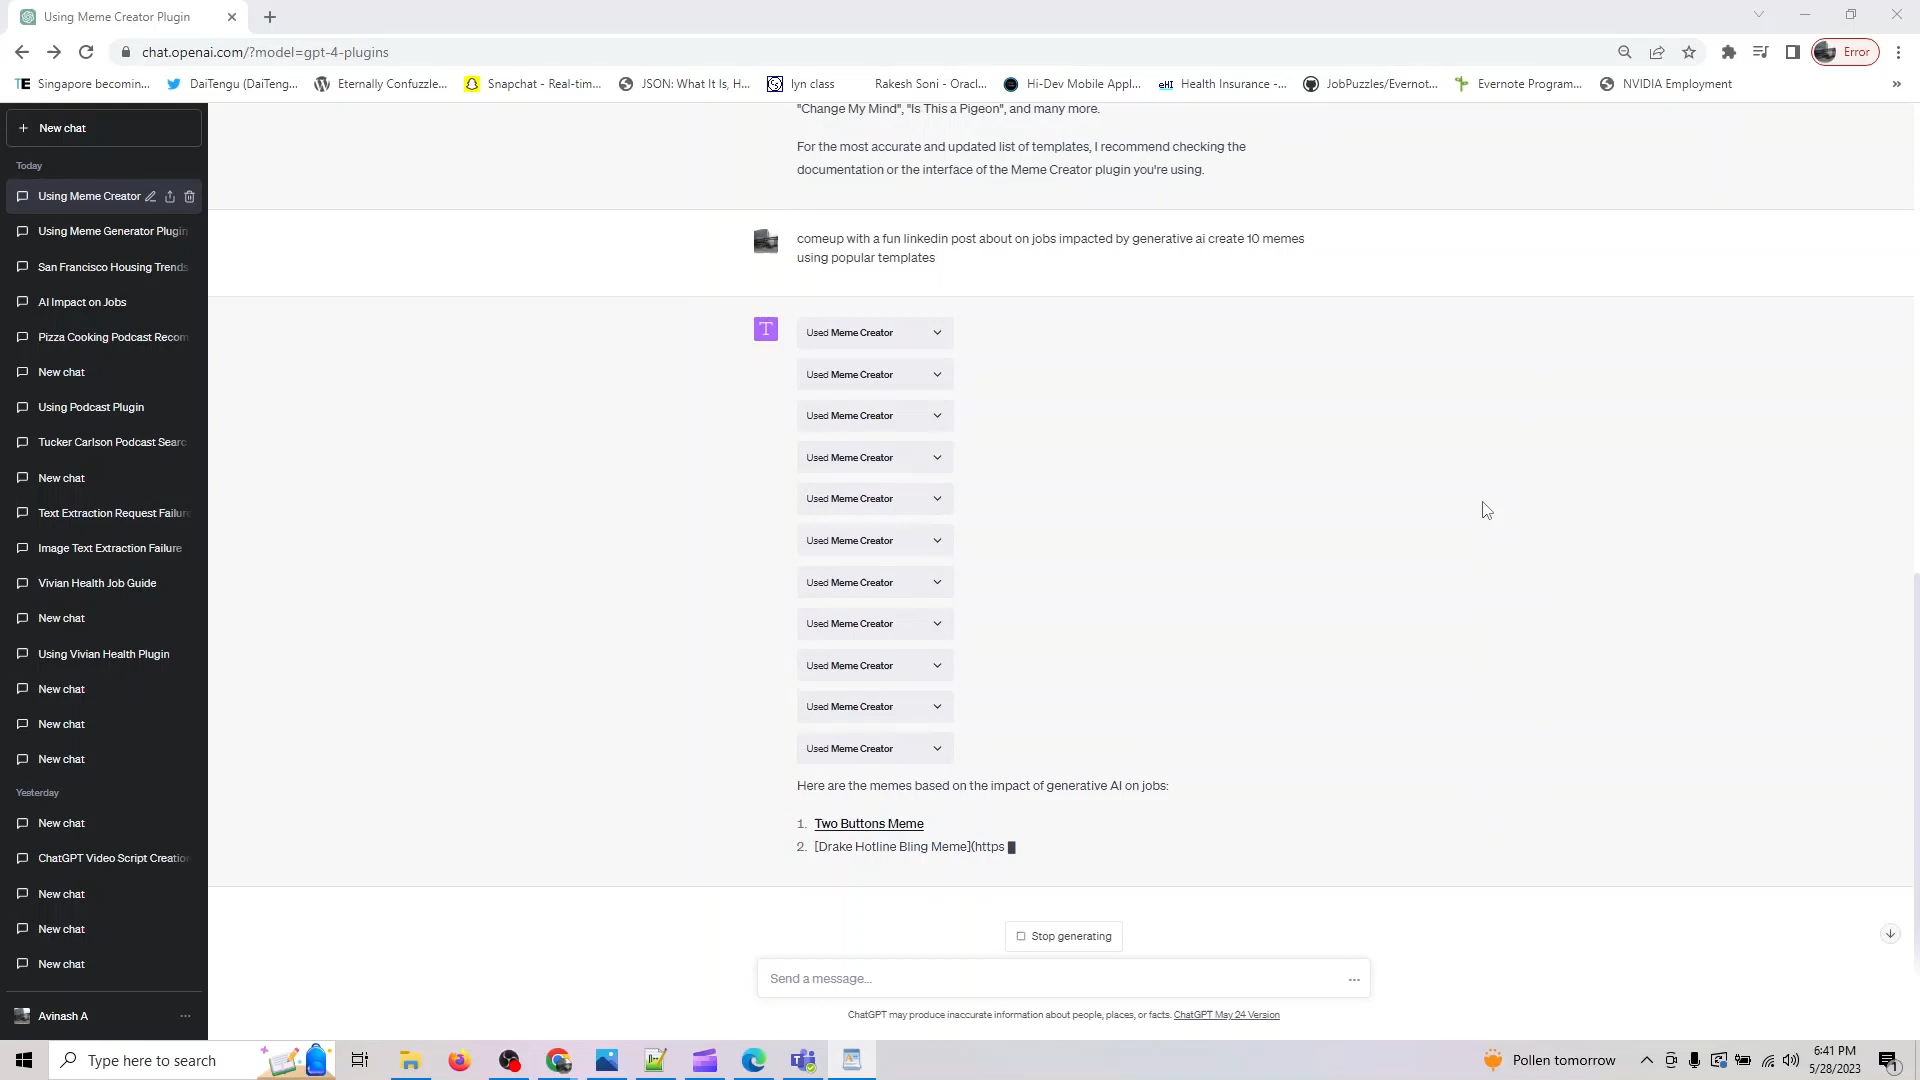 Using Meme Creator Plugin
chat.openai.com/?model=gpt-4-plugins
Error
Singapore becomin...
DaiTengu (DaiTeng...
Eternally Confuzzle...
Snapchat - Real-tim...
JSON: What It Is, H...
lyn class
Rakesh Soni - Oracl...
Hi-Dev Mobile Appl...
eHI
Health Insurance -...
JobPuzzles/Evernot...
Evernote Program...
NVIDIA Employment
New chat
Today
Using Meme Creator
Using Meme Generator Plugin
San Francisco Housing Trends
AI Impact on Jobs
Pizza Cooking Podcast Recom
New chat
Using Podcast Plugin
Tucker Carlson Podcast Searc
New chat
Text Extraction Request Failure
Image Text Extraction Failure
Vivian Health Job Guide
New chat
Using Vivian Health Plugin
New chat
New chat
New chat
Yesterday
New chat
ChatGPT Video Script Creation
New chat
New chat
New chat
Avinash A
"Change My Mind", "Is This a Pigeon", and many more.
For the most accurate and updated list of templates, I recommend checking the
documentation or the interface of the Meme Creator plugin you're using.
comeup with a fun linkedin post about on jobs impacted by generative ai create 10 memes
using popular templates
T
Used Meme Creator
Used Meme Creator
Used Meme Creator
Used Meme Creator
Used Meme Creator
Used Meme Creator
Used Meme Creator
Used Meme Creator
Used Meme Creator
Used Meme Creator
Used Meme Creator
Here are the memes based on the impact of generative AI on jobs:
1. Two Buttons Meme
2. [Drake Hotline Bling Meme](https
Stop generating
Send a message...
ChatGPT may produce inaccurate information about people, places, or facts. ChatGPT May 24 Version
Type here to search
Pollen tomorrow
6:41 PM
5/28/2023
1